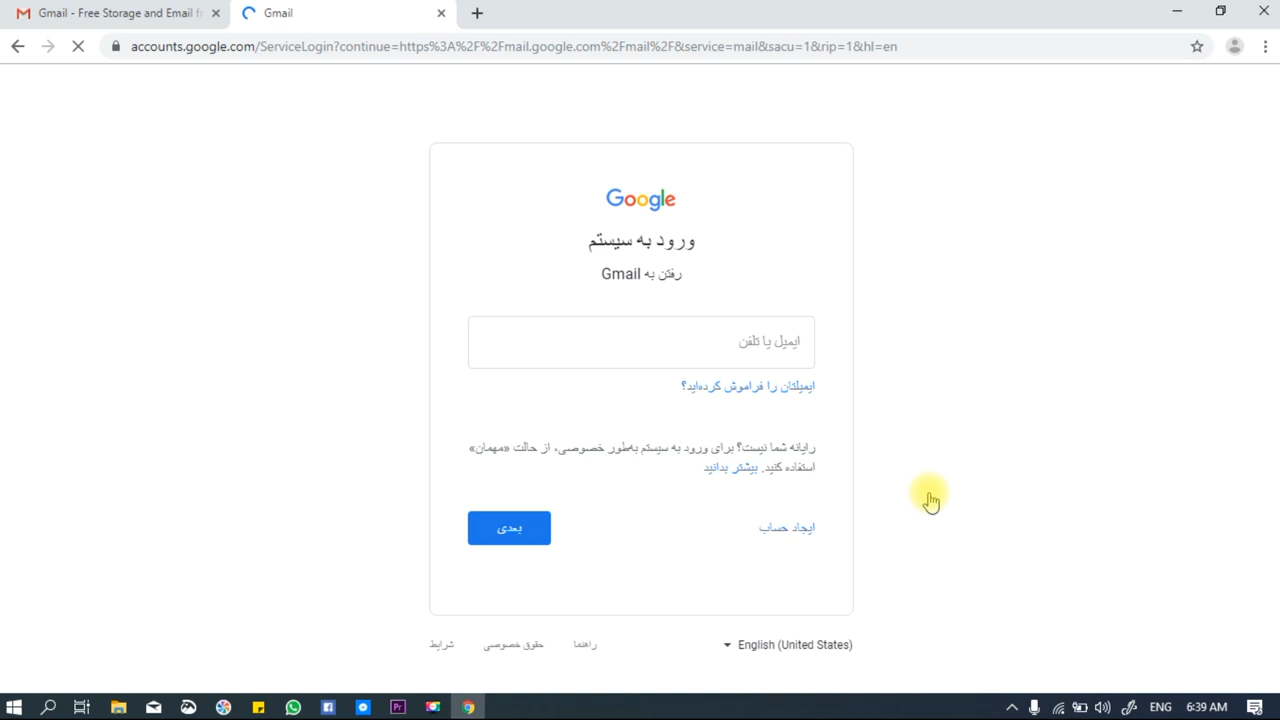 Gmail - Free Storage and Email f
Gmail
accounts.google.com/ServiceLogin?continue=https%3A%2F%2Fmail.google.com%2Fmail%2F&service=mail&sacu=1&rip=1&hl=en
Google
ورود به سیستم
رفتن به Gmail
ایمیل یا تلفن
ایمیلتان را فراموش کرده‌اید؟
رایانه شما نیست؟ برای ورود به سیستم به‌طور خصوصی، از حالت «مهمان»
استفاده کنید. بیشتر بدانید
ایجاد حساب
بعدی
English (United States)
راهنما
حقوق خصوصی
شرایط
Pr
ENG
6:39 AM